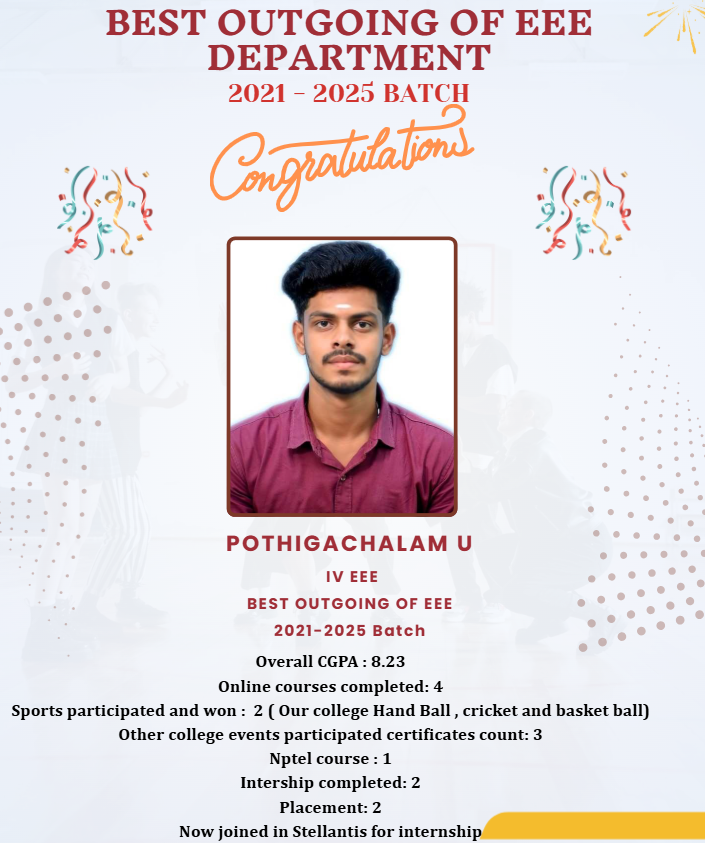 BEST OUTGOING OF EEE
DEPARTMENT
2021 - 2025 BATCH
Congratulations
POTHIGACHALAM U
IV EEE
BEST OUTGOING OF EEE
2021-2025 Batch
Overall CGPA : 8.23
Online courses completed: 4
Sports participated and won :  2 ( Our college Hand Ball , cricket and basket ball)
Other college events participated certificates count: 3
Nptel course : 1
Intership completed: 2
Placement: 2
Now joined in Stellantis for internship